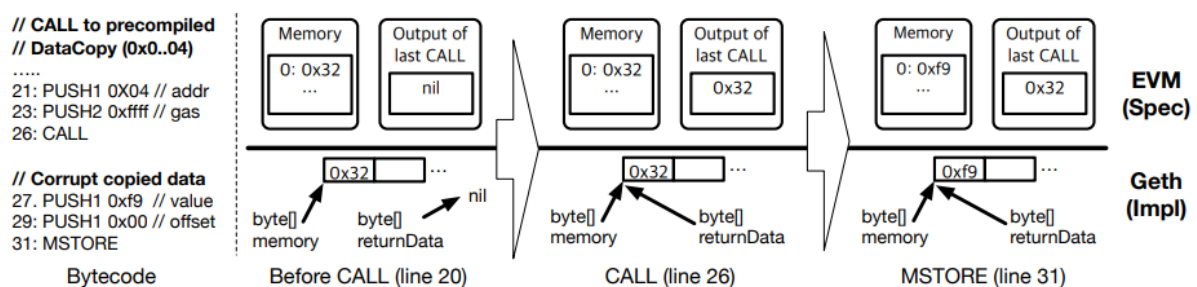 // CALL to precompiled
// DataCopy (0x0..04)
.....
21: PUSH1 0X04 // addr
23: PUSH2 0xffff // gas
26: CALL
// Corrupt copied data
27. PUSH1 0xf9 // value
29: PUSH1 0x00 // offset
31: MSTORE
Bytecode
Memory
0: 0x32
...
Output of
last CALL
nil
0x32
...
nil
byte[]
memory
byte[]
returnData
Before CALL (line 20)
Memory
0: 0x32
...
Output of
last CALL
0x32
0x32
...
byte[]
memory
byte[]
returnData
CALL (line 26)
Memory
0: 0xf9
...
Output of
last CALL
0x32
0xf9
...
byte[]
memory
byte[]
returnData
MSTORE (line 31)
EVM
(Spec)
Geth
(Impl)